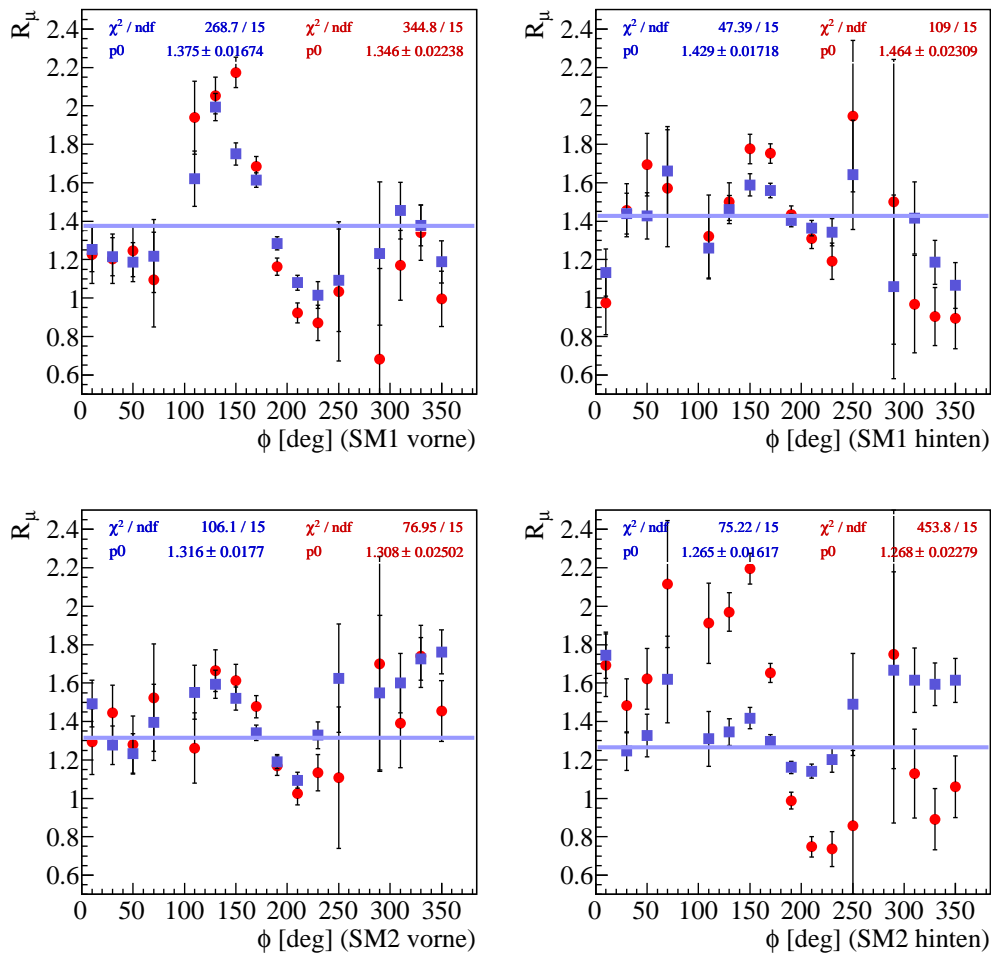 R_μ
χ² / ndf 268.7 / 15 χ² / ndf 344.8 / 15
p0 1.375 ± 0.01674 p0 1.346 ± 0.02238
2.4
2.2
2
1.8
1.6
1.4
1.2
1
0.8
0.6
0 50 100 150 200 250 300 350
ϕ [deg] (SM1 vorne)
R_μ
χ² / ndf 47.39 / 15 χ² / ndf 109 / 15
p0 1.429 ± 0.01718 p0 1.464 ± 0.02309
2.4
2.2
2
1.8
1.6
1.4
1.2
1
0.8
0.6
0 50 100 150 200 250 300 350
ϕ [deg] (SM1 hinten)
R_μ
χ² / ndf 106.1 / 15 χ² / ndf 76.95 / 15
p0 1.316 ± 0.0177 p0 1.308 ± 0.02502
2.4
2.2
2
1.8
1.6
1.4
1.2
1
0.8
0.6
0 50 100 150 200 250 300 350
ϕ [deg] (SM2 vorne)
R_μ
χ² / ndf 75.22 / 15 χ² / ndf 453.8 / 15
p0 1.265 ± 0.01617 p0 1.268 ± 0.02279
2.4
2.2
2
1.8
1.6
1.4
1.2
1
0.8
0.6
0 50 100 150 200 250 300 350
ϕ [deg] (SM2 hinten)